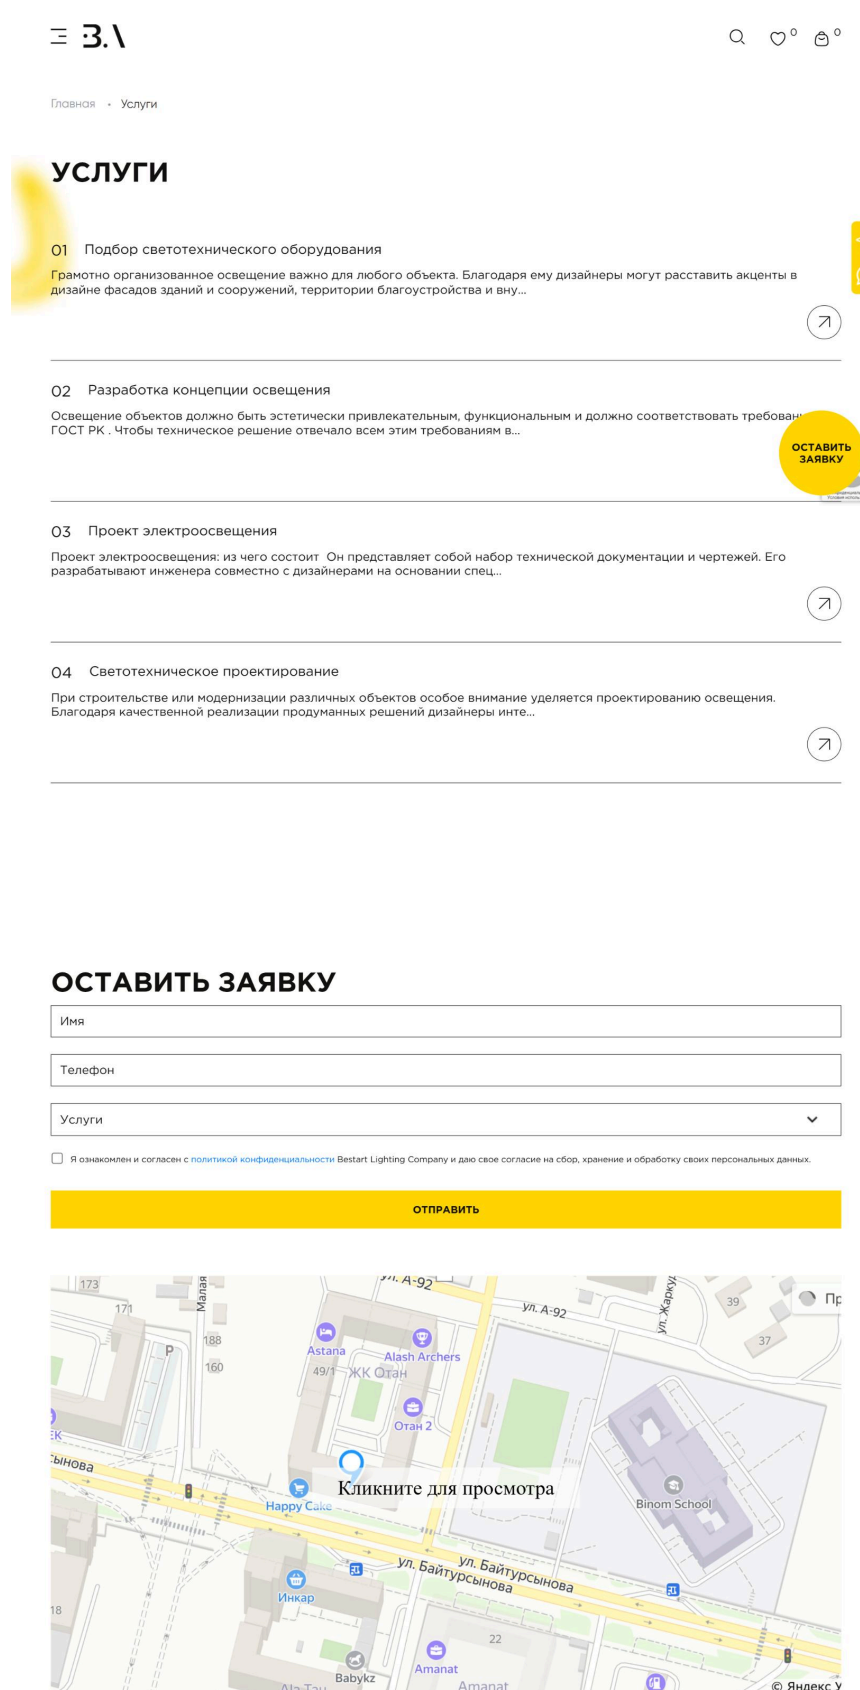 B.\
0
0
Главная • Услуги
УСЛУГИ
01 Подбор светотехнического оборудования
Грамотно организованное освещение важно для любого объекта. Благодаря ему дизайнеры могут расставить акценты в
дизайне фасадов зданий и сооружений, территории благоустройства и вну...
02 Разработка концепции освещения
Освещение объектов должно быть эстетически привлекательным, функциональным и должно соответствовать
ГОСТ РК . Чтобы техническое решение отвечало всем этим требованиям в...
ОСТАВИТЬ
ЗАЯВКУ
03 Проект электроосвещения
Проект электроосвещения: из чего состоит Он представляет собой набор технической документации и чертежей. Его
разрабатывают инженера совместно с дизайнерами на основании спец...
04 Светотехническое проектирование
При строительстве или модернизации различных объектов особое внимание уделяется проектированию освещения.
Благодаря качественной реализации продуманных решений дизайнеры инте...
ОСТАВИТЬ ЗАЯВКУ
Имя
Телефон
Услуги
Я ознакомлен и согласен с политикой конфиденциальности Bestart Lighting Company и даю свое согласие на сбор, хранение и обработку своих персональных данных.
ОТПРАВИТЬ
173
171
Малая
188
160
P
ул. А-92
ул. А-92
ул. Жаркy
39
Пр
37
Astana
Alash Archers
49/1
ЖК Отан
Отан 2
ЕК
Happy Cake
Кликните для просмотра
Binom School
ул. Байтурсынова
ул. Байтурсынова
Инкар
18
22
Babykz
Amanat
Amanat
Ala-Tau
© Яндекс У